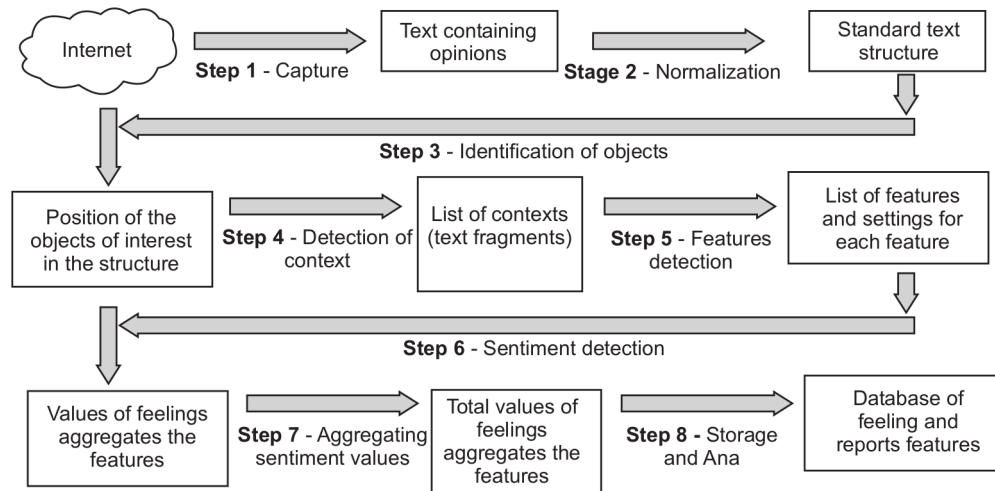 Internet
Step 1 - Capture
Text containing
opinions
Stage 2 - Normalization
Standard text
structure
Step 3 - Identification of objects
Position of the
objects of interest
in the structure
Step 4 - Detection of
context
List of contexts
(text fragments)
Step 5 - Features
detection
List of features
and settings for
each feature
Step 6 - Sentiment detection
Values of feelings
aggregates the
features
Step 7 - Aggregating
sentiment values
Total values of
feelings
aggregates the
features
Step 8 - Storage
and Ana
Database of
feeling and
reports features